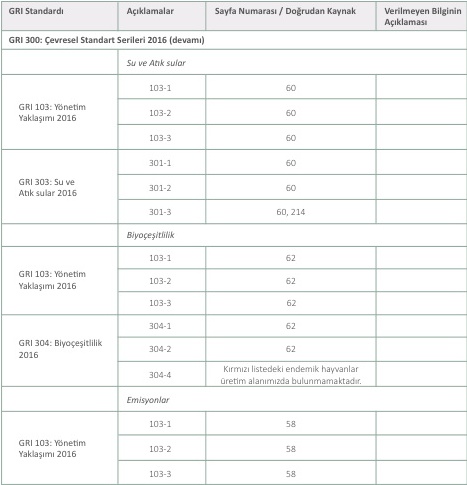 GRI Standardı Açıklamalar Sayfa Numarası / Doğrudan Kaynak Verilmeyen Bilginin
Açıklaması
GRI 300: Çevresel Standart Serileri 2016 (devamı)
Su ve Atık sular
GRI 103: Yönetim
Yaklaşımı 2016
103-1 60
103-2 60
103-3 60
GRI 303: Su ve
Atık sular 2016
301-1 60
301-2 60
301-3 60, 214
Biyoçeşitlilik
GRI 103: Yönetim
Yaklaşımı 2016
103-1 62
103-2 62
103-3 62
GRI 304: Biyoçeşitlilik
2016
304-1 62
304-2 62
304-4 Kırmızı listedeki endemik hayvanlar
üretim alanımızda bulunmamaktadır.
Emisyonlar
GRI 103: Yönetim
Yaklaşımı 2016
103-1 58
103-2 58
103-3 58